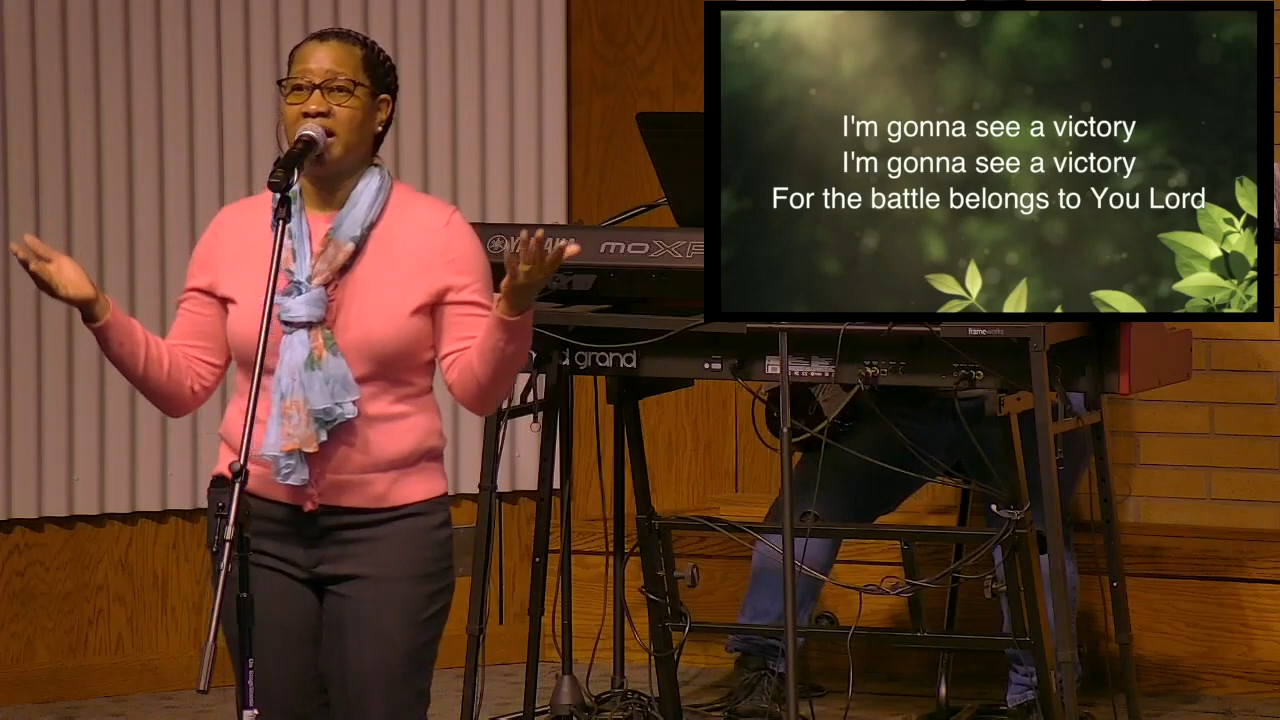 I'm gonna see a victory
I'm gonna see a victory
For the battle belongs to You Lord
YAMAHA
MOXF
frameworks
grand